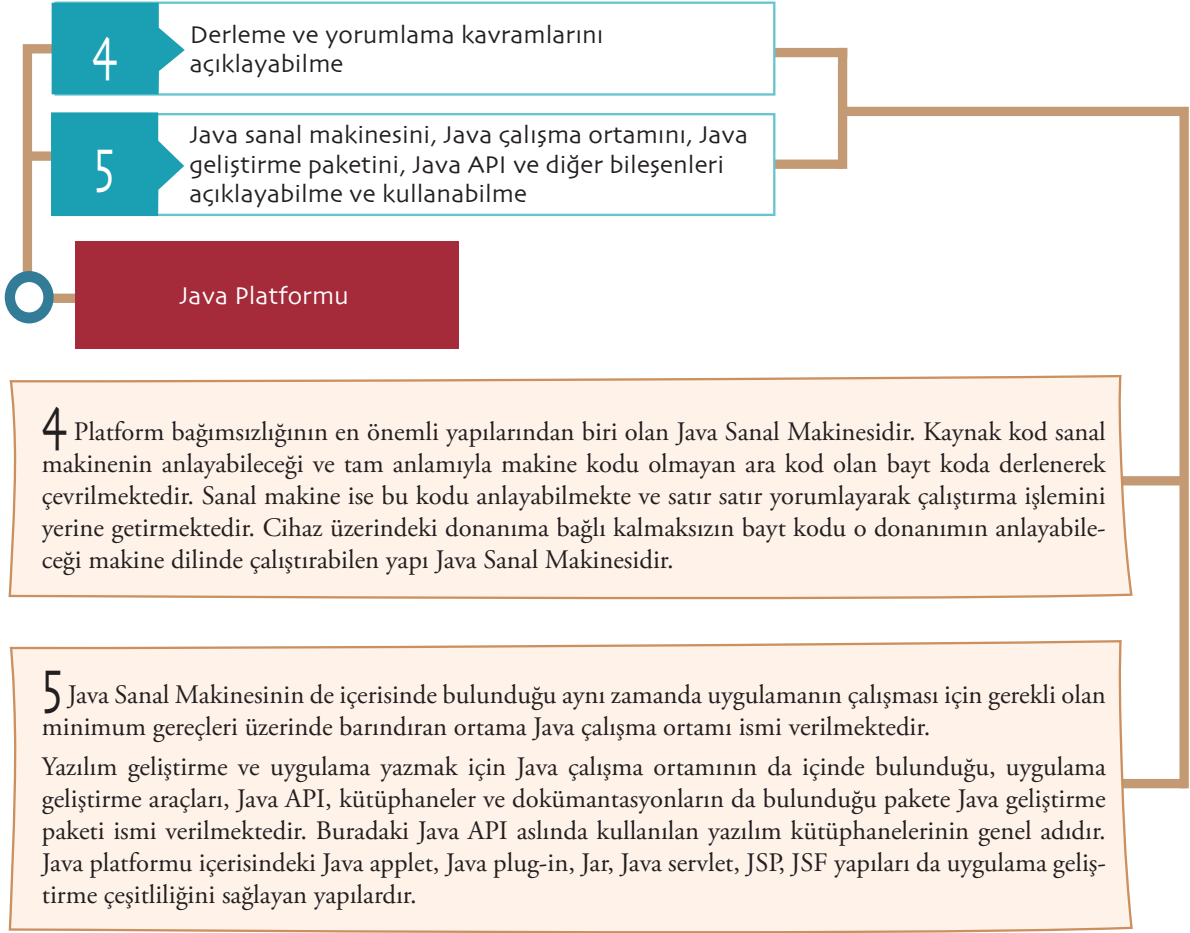 4
Derleme ve yorumlama kavramlarını
açıklayabilme
5
Java sanal makinesini, Java çalışma ortamını, Java
geliştirme paketini, Java API ve diğer bileşenleri
açıklayabilme ve kullanabilme
Java Platformu
4 Platform bağımsızlığının en önemli yapılarından biri olan Java Sanal Makinesidir. Kaynak kod sanal
makinenin anlayabileceği ve tam anlamıyla makine kodu olmayan ara kod olan bayt koda derlenerek
çevrilmektedir. Sanal makine ise bu kodu anlayabilmekte ve satır satır yorumlayarak çalıştırma işlemini
yerine getirmektedir. Cihaz üzerindeki donanıma bağlı kalmaksızın bayt kodu o donanımın anlayabile-
ceği makine dilinde çalıştırabilen yapı Java Sanal Makinesidir.
5 Java Sanal Makinesinin de içerisinde bulunduğu aynı zamanda uygulamanın çalışması için gerekli olan
minimum gereçleri üzerinde barındıran ortama Java çalışma ortamı ismi verilmektedir.
Yazılım geliştirme ve uygulama yazmak için Java çalışma ortamının da içinde bulunduğu, uygulama
geliştirme araçları, Java API, kütüphaneler ve dokümantasyonların da bulunduğu pakete Java geliştirme
paketi ismi verilmektedir. Buradaki Java API aslında kullanılan yazılım kütüphanelerinin genel adıdır.
Java platformu içerisindeki Java applet, Java plug-in, Jar, Java servlet, JSP, JSF yapıları da uygulama geliş-
tirme çeşitliliğini sağlayan yapılardır.